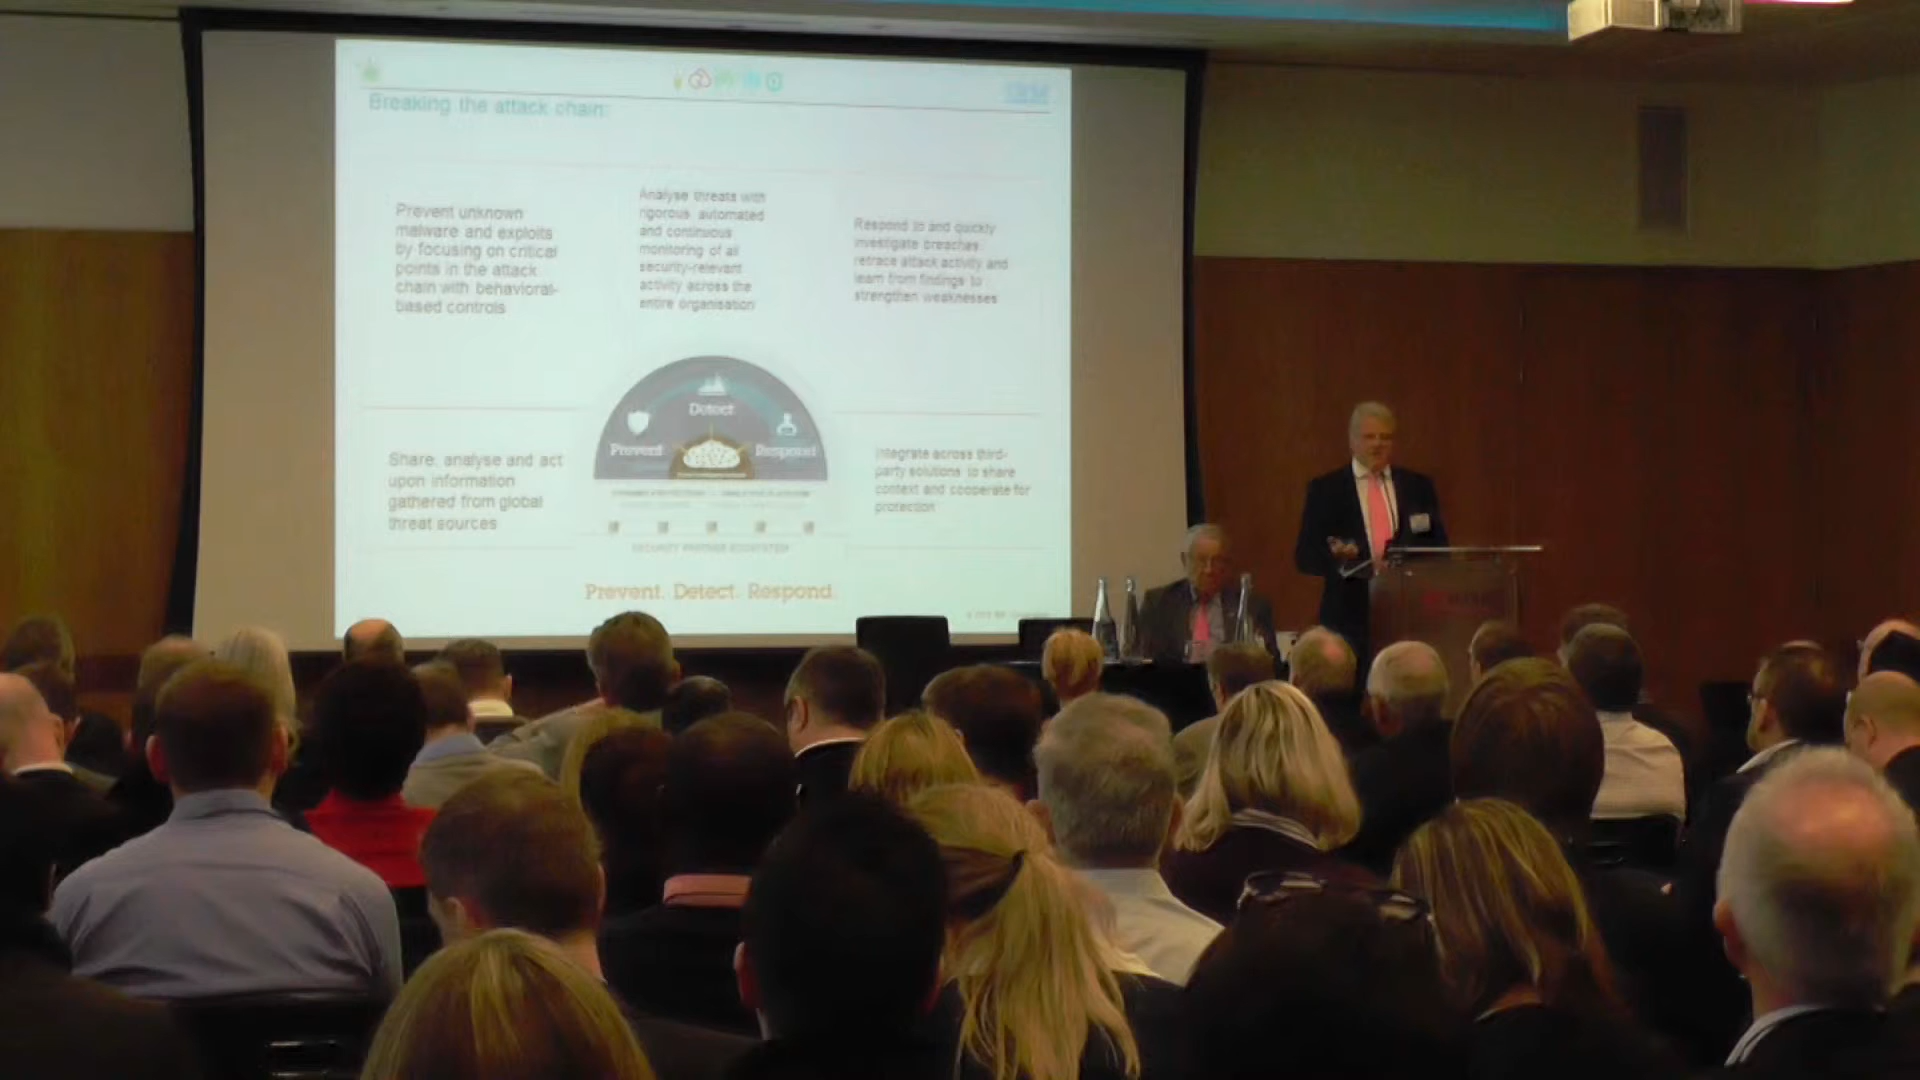 IBM
Breaking the attack chain:
Prevent unknown
malware and exploits
by focusing on critical
points in the attack
chain with behavioral-
based controls
Analyse threats with
rigorous automated
and continuous
monitoring of all
security-relevant
activity across the
entire organisation
Respond to and quickly
investigate breaches,
retrace attack activity and
learn from findings to
strengthen weaknesses
Detect
Prevent
Respond
Share, analyse and act
upon information
gathered from global
threat sources
Integrate across third-
party solutions to share
context and cooperate for
protection
SECURITY PARTNER ECOSYSTEM
Prevent. Detect. Respond.